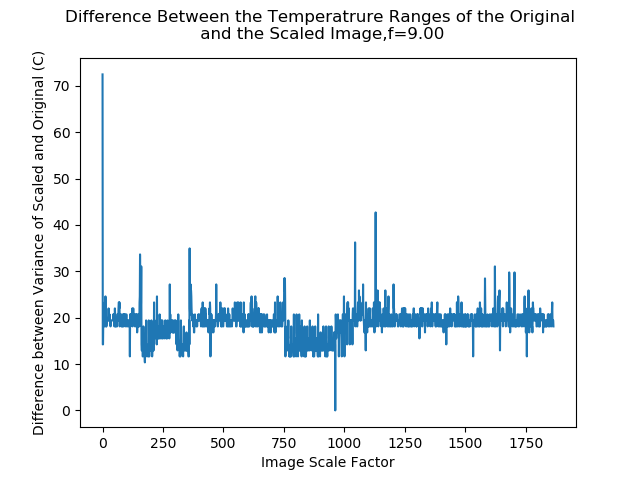 Difference Between the Temperatrure Ranges of the Original
and the Scaled Image,f=9.00
Difference between Variance of Scaled and Original (C)
70
60
50
40
30
20
10
0
0 250 500 750 1000 1250 1500 1750
Image Scale Factor